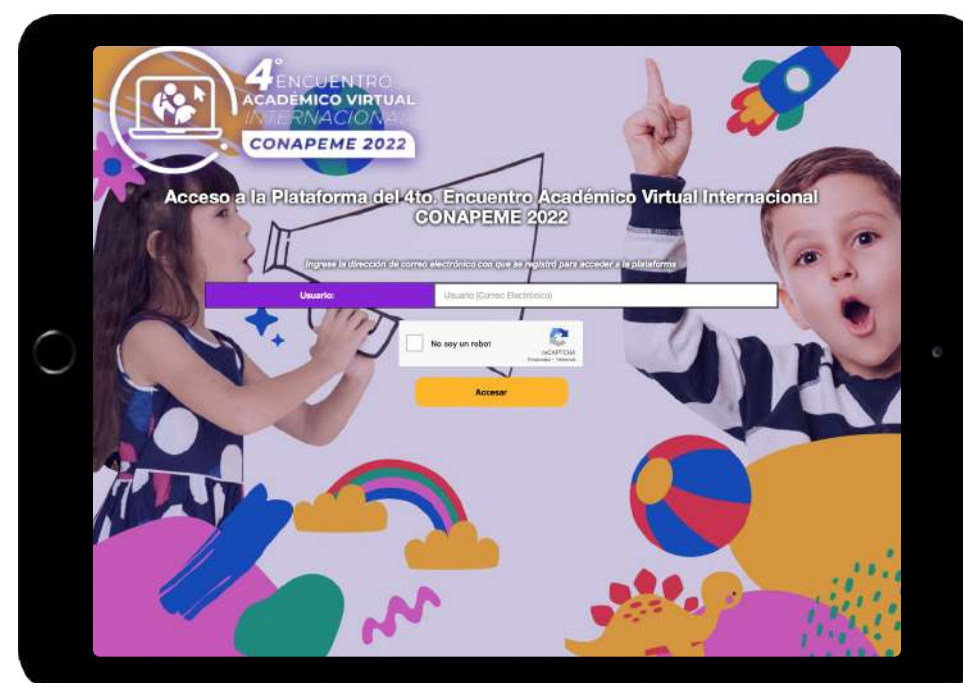 4°
ENCUENTRO
ACADÉMICO VIRTUAL
INTERNACIONAL
CONAPEME 2022
Acceso a la Plataforma del 4to. Encuentro Académico Virtual Internacional
CONAPEME 2022
Ingrese la dirección de correo electrónico con que se registró para acceder a la plataforma
Usuario:
Usuario (Correo Electrónico)
No soy un robot
reCAPTCHA
Privacidad - Términos
Accesar